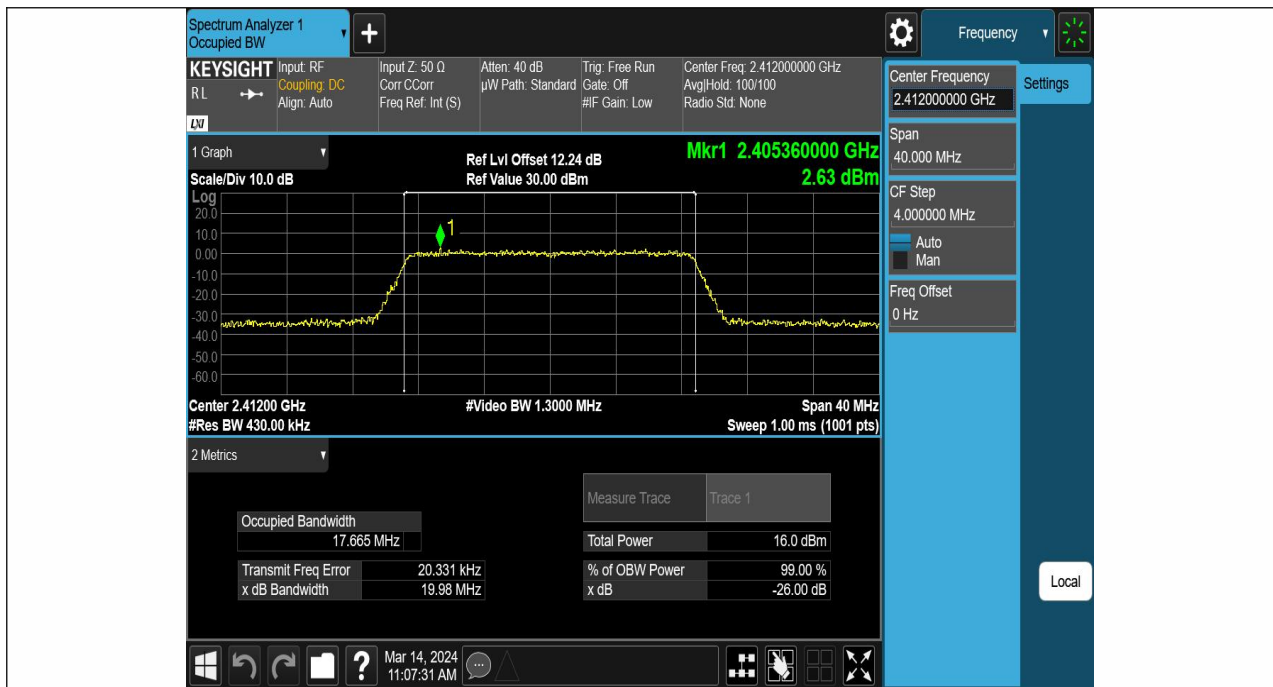 Spectrum Analyzer 1
Occupied BW
+
Frequency
KEYSIGHT
R L
LXI
Input: RF
Coupling: DC
Align: Auto
Input Z: 50 Ω
Corr CCorr
Freq Ref: Int (S)
Atten: 40 dB
µW Path: Standard
Trig: Free Run
Gate: Off
#IF Gain: Low
Center Freq: 2.412000000 GHz
Avg|Hold: 100/100
Radio Std: None
Center Frequency
2.412000000 GHz
Settings
Span
40.000 MHz
CF Step
4.000000 MHz
Auto
Man
Freq Offset
0 Hz
Local
1 Graph
Scale/Div 10.0 dB
Ref Lvl Offset 12.24 dB
Ref Value 30.00 dBm
Mkr1 2.405360000 GHz
2.63 dBm
Log
20.0
10.0
0.00
-10.0
-20.0
-30.0
-40.0
-50.0
-60.0
1
Center 2.41200 GHz
#Video BW 1.3000 MHz
Span 40 MHz
#Res BW 430.00 kHz
Sweep 1.00 ms (1001 pts)
2 Metrics
Measure Trace
Trace 1
Occupied Bandwidth
17.665 MHz
Total Power
16.0 dBm
Transmit Freq Error
20.331 kHz
% of OBW Power
99.00 %
x dB Bandwidth
19.98 MHz
x dB
-26.00 dB
?
Mar 14, 2024
11:07:31 AM